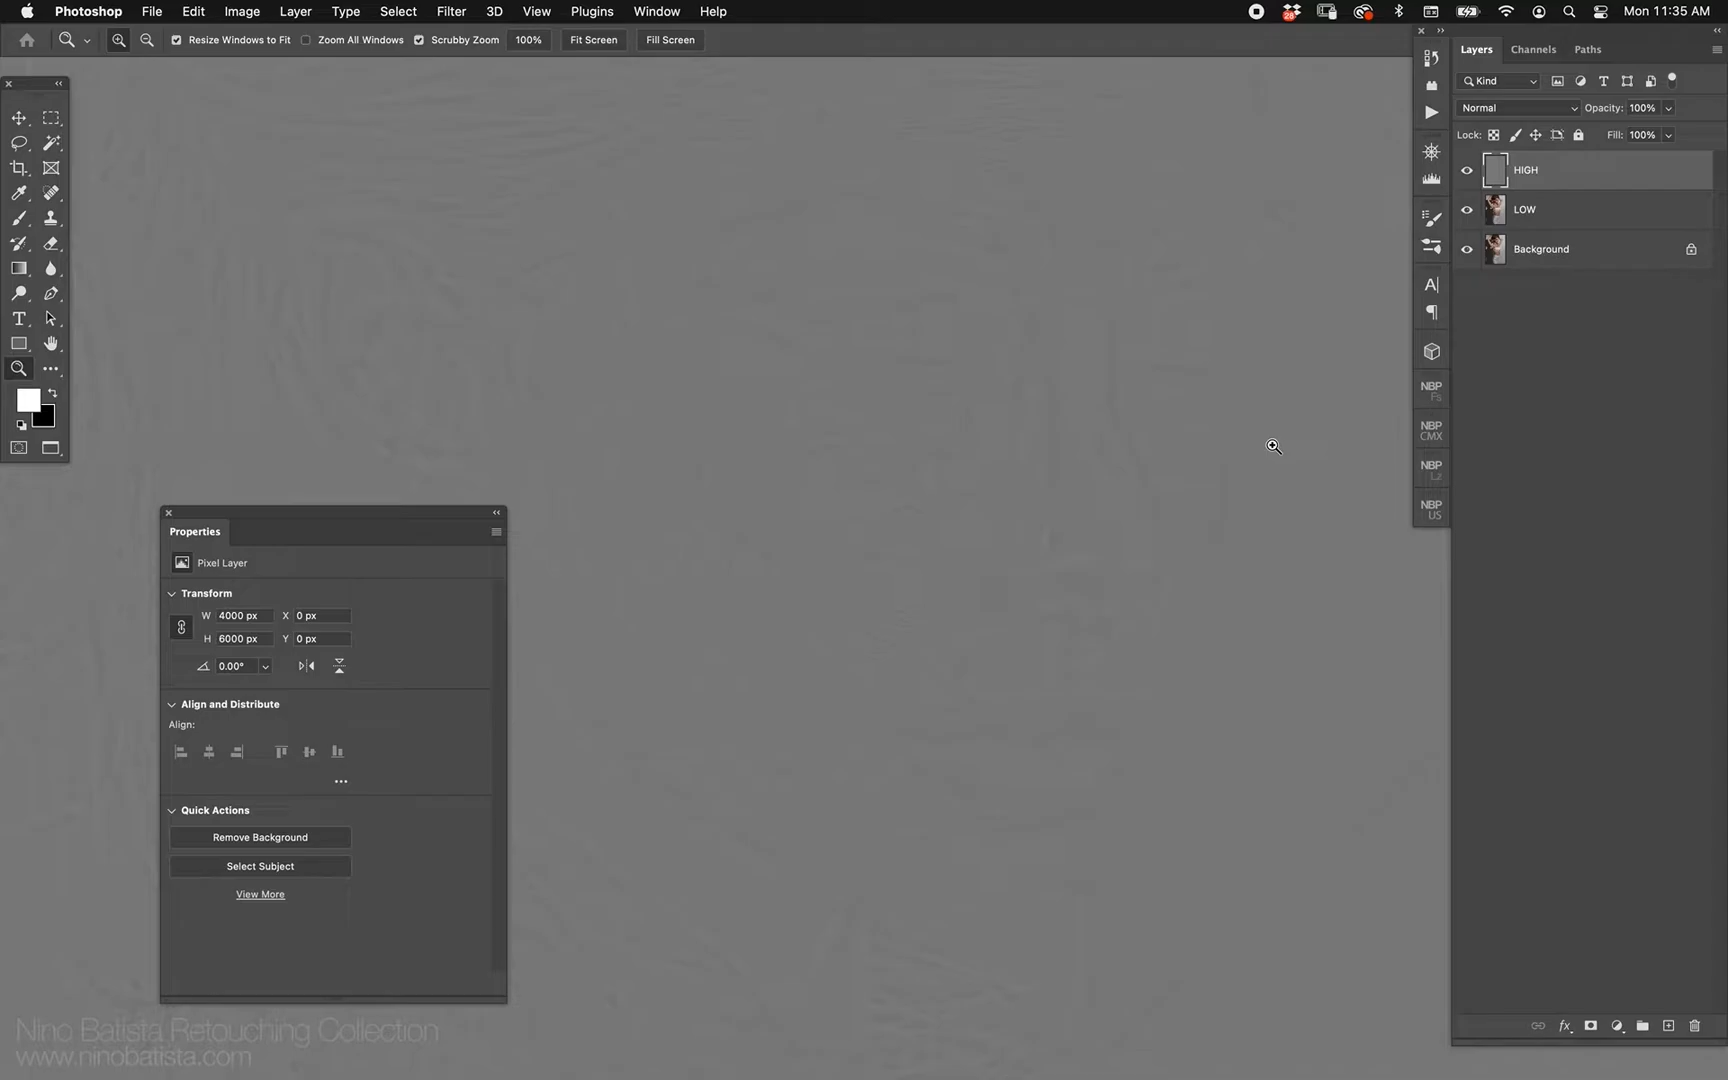 Photoshop File Edit Image Layer Type Select Filter 3D View Plugins Window Help 28 Mon 11:35 AM
Resize Windows to Fit Zoom All Windows Scrubby Zoom 100% Fit Screen Fill Screen
Layers Channels Paths
Kind
Normal Opacity: 100%
Lock: Fill: 100%
HIGH
LOW
Background
NBP
Fs
NBP
CMX
NBP
Lz
NBP
US
Properties
Pixel Layer
Transform
W 4000 px X 0 px
H 6000 px Y 0 px
0.00°
Align and Distribute
Align:
Quick Actions
Remove Background
Select Subject
View More
Nino Batista Retouching Collection
www.ninobatista.com